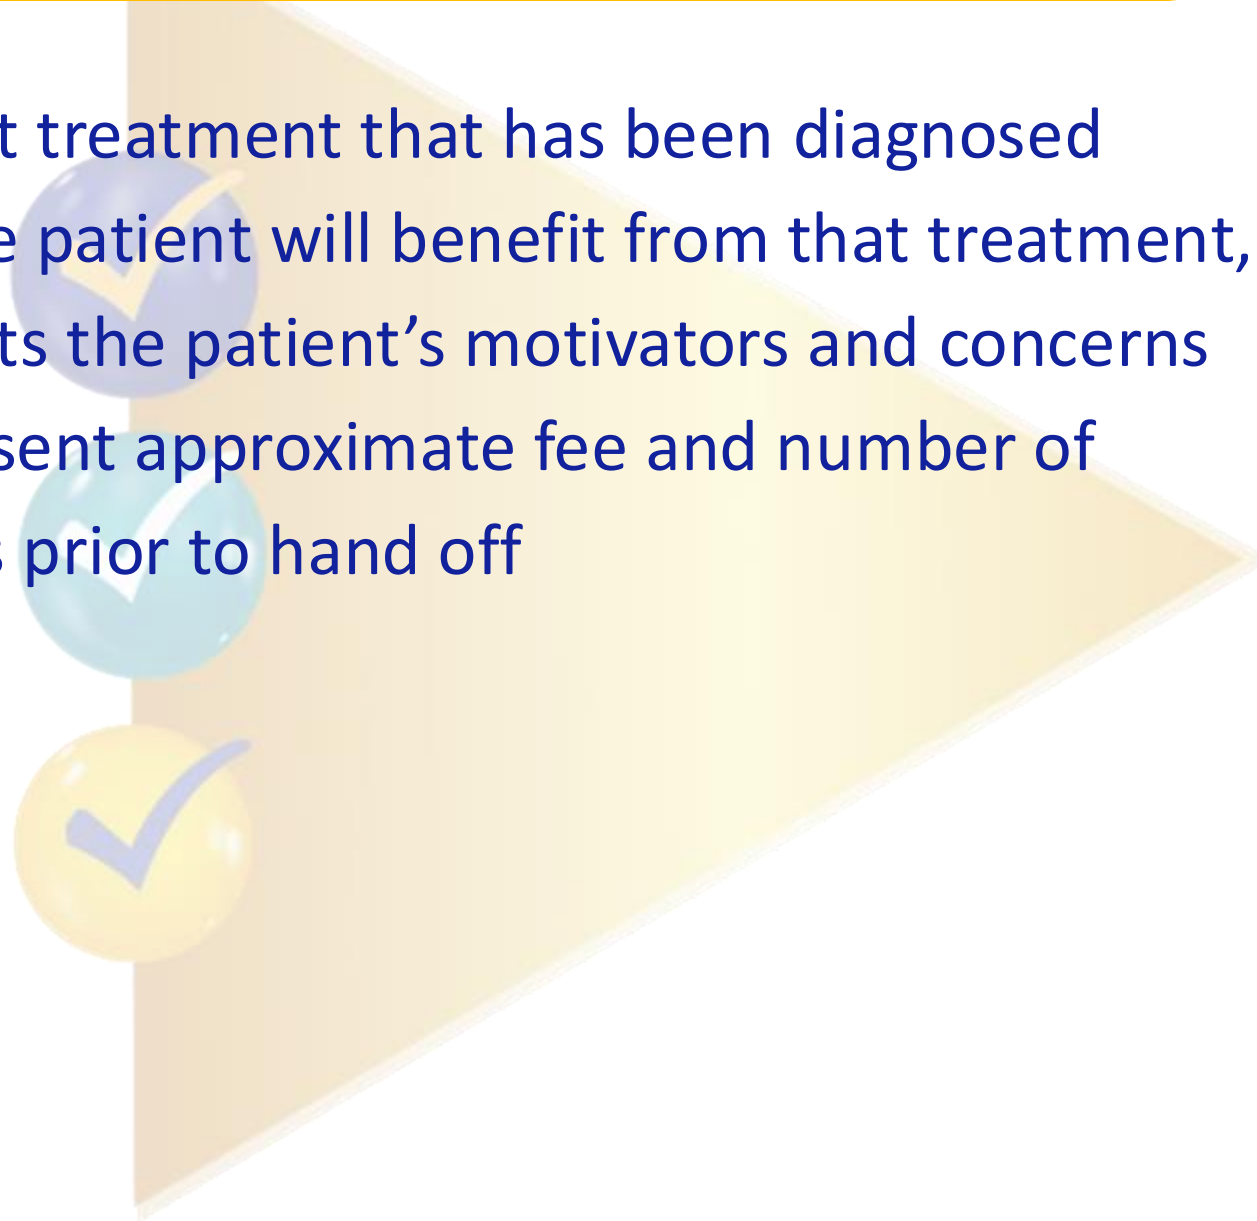 t treatment that has been diagnosed
e patient will benefit from that treatment,
ts the patient’s motivators and concerns
sent approximate fee and number of
s prior to hand off